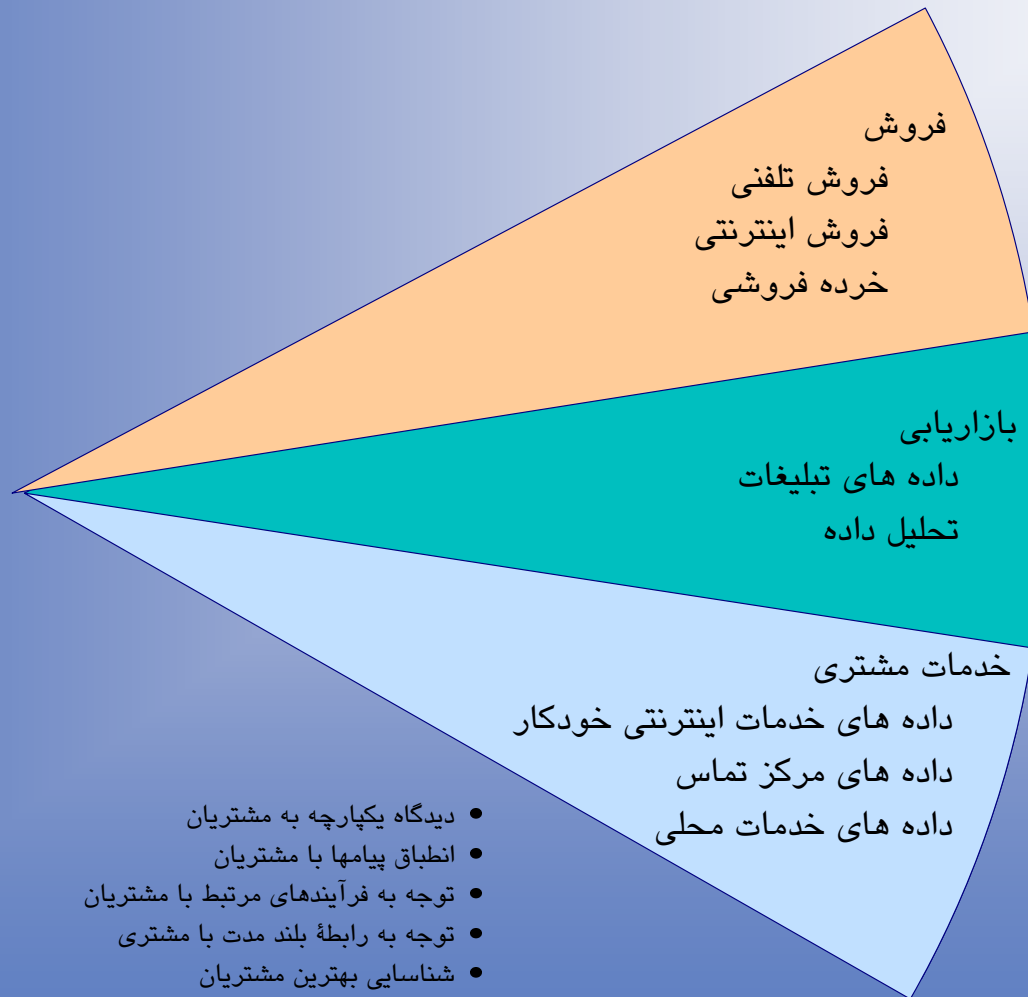 فروش
فروش تلفنی
فروش اینترنتی
خرده فروشی
بازاریابی
داده های تبلیغات
تحلیل داده
خدمات مشتری
داده های خدمات اینترنتی خودکار
داده های مرکز تماس
داده های خدمات محلی
• دیدگاه یکپارچه به مشتریان
• انطباق پیامها با مشتریان
• توجه به فرآیندهای مرتبط با مشتریان
• توجه به رابطۀ بلند مدت با مشتری
• شناسایی بهترین مشتریان